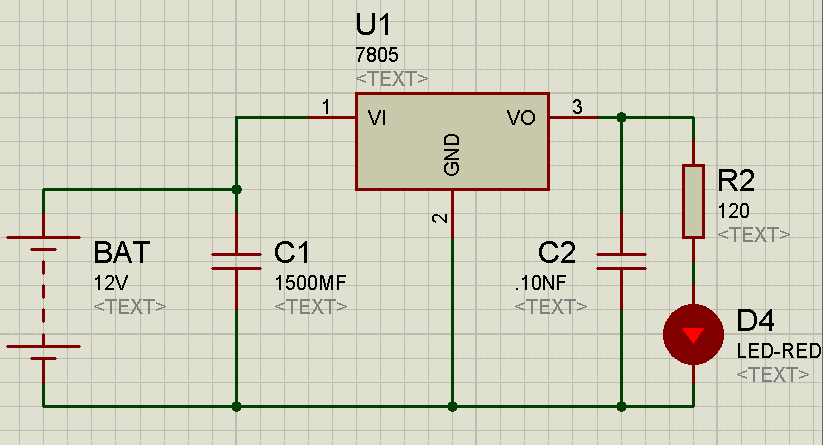 U1
7805
<TEXT>
1
VI
VO
3
GND
2
BAT
12V
<TEXT>
C1
1500MF
<TEXT>
C2
.10NF
<TEXT>
R2
120
<TEXT>
D4
LED-RED
<TEXT>